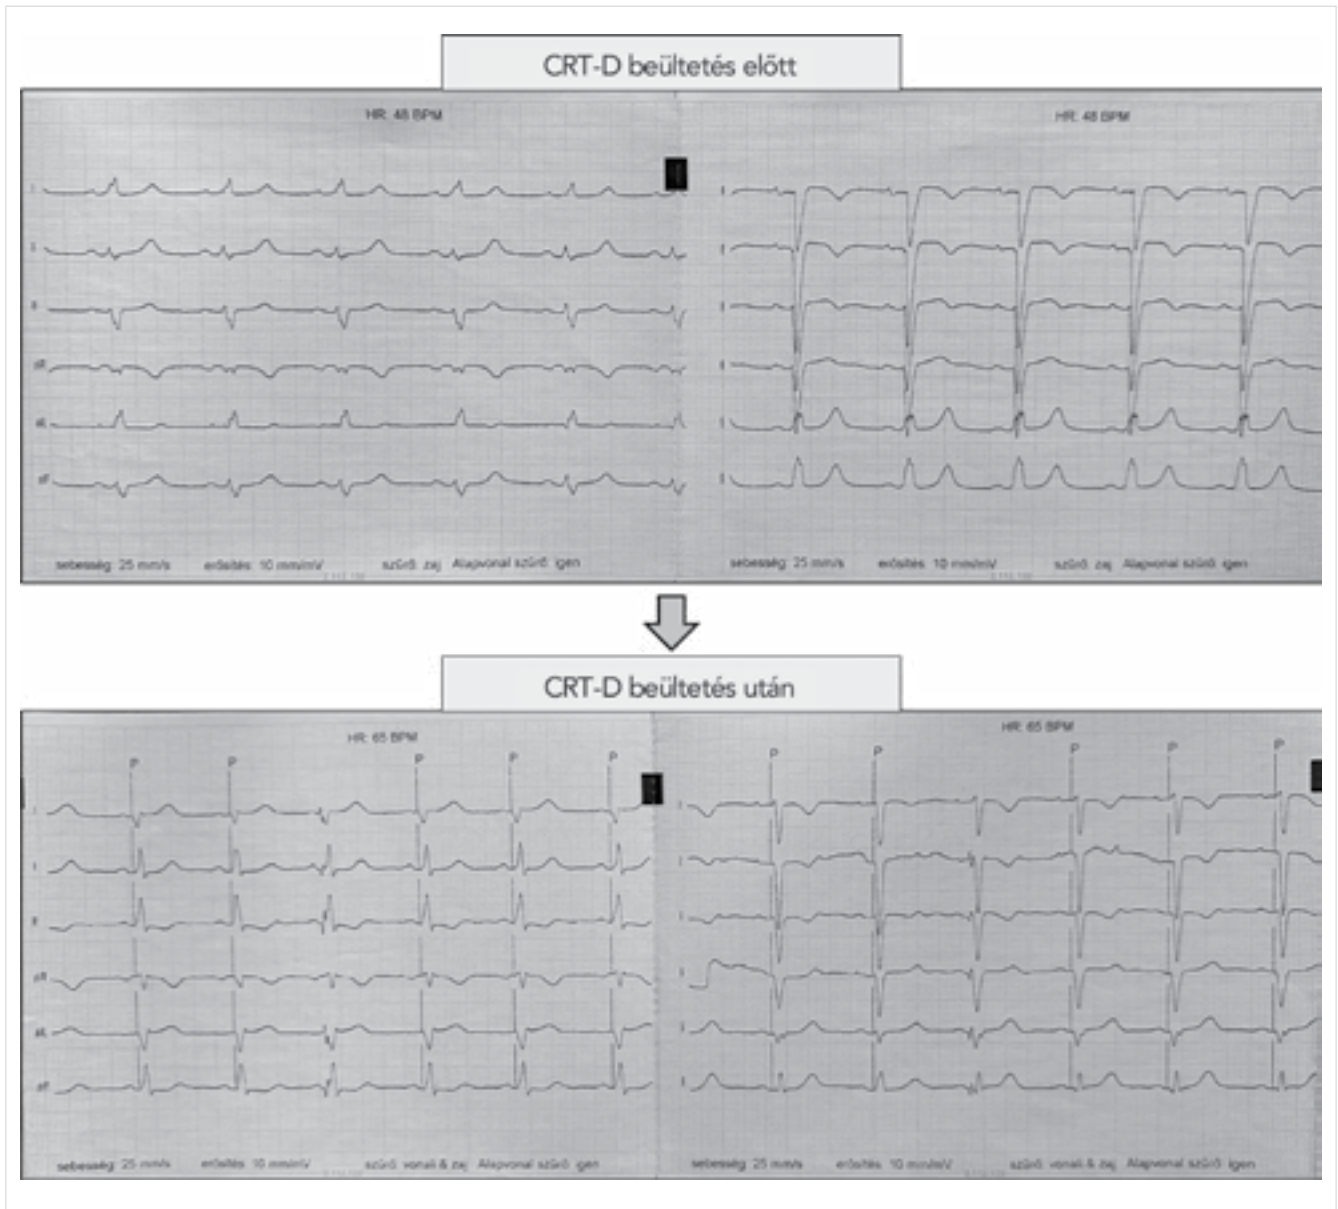 CRT-D beültetés előtt
HR: 48 BPM
HR: 48 BPM
sebesség: 25 mm/s erősítés: 10 mm/mV szűrő: zaj Alapvonal szűrő: igen
sebesség: 25 mm/s erősítés: 10 mm/mV szűrő: zaj Alapvonal szűrő: igen
CRT-D beültetés után
HR: 65 BPM
HR: 65 BPM
P P P P P
P P P P P
sebesség: 25 mm/s erősítés: 10 mm/mV szűrő: vonali & zaj Alapvonal szűrő: igen
sebesség: 25 mm/s erősítés: 10 mm/mV szűrő: vonali & zaj Alapvonal szűrő: igen